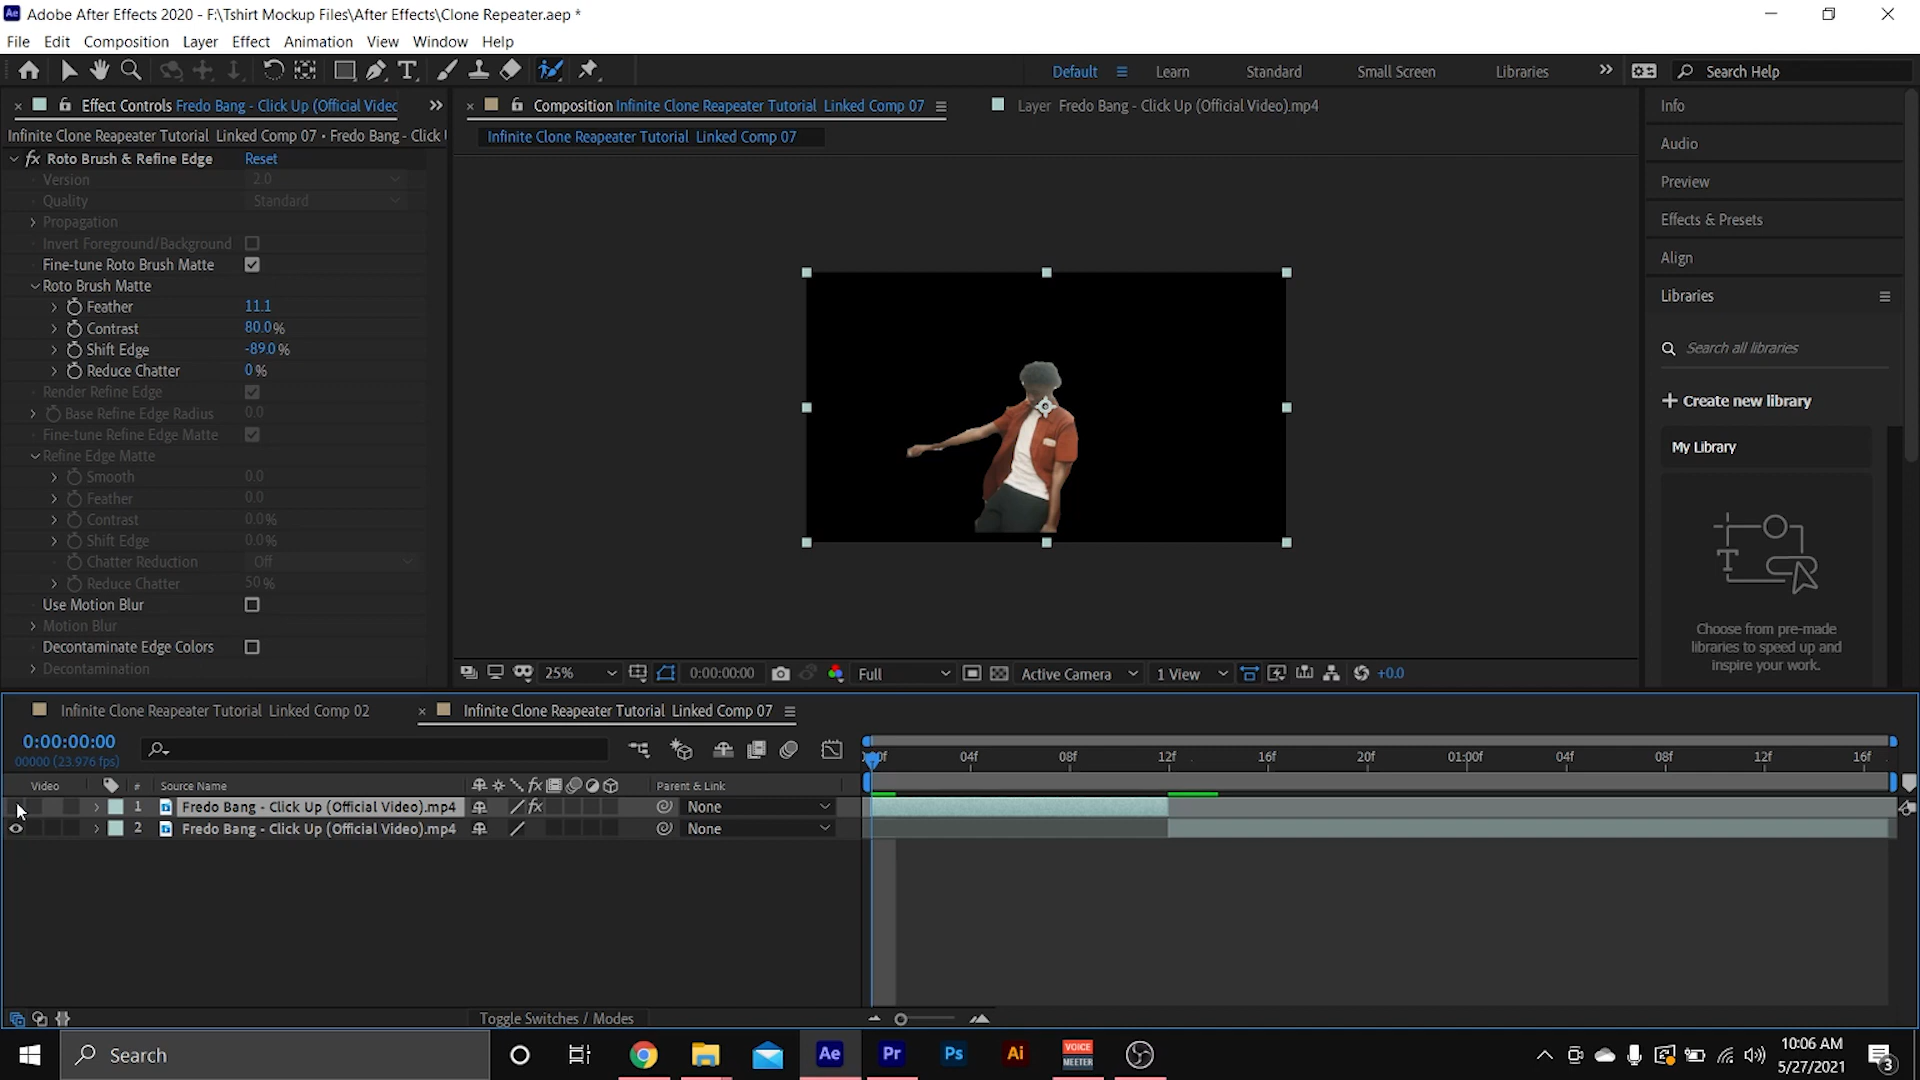 Ae Adobe After Effects 2020 - F:\Tshirt Mockup Files\After Effects\Clone Repeater.aep *
File Edit Composition Layer Effect Animation View Window Help
Default Learn Standard Small Screen Libraries Search Help
Effect Controls Fredo Bang - Click Up (Official Videc
Infinite Clone Reapeater Tutorial Linked Comp 07 • Fredo Bang - Click U
Roto Brush & Refine Edge Reset
Version 2.0
Quality Standard
Propagation
Invert Foreground/Background
Fine-tune Roto Brush Matte
Roto Brush Matte
Feather 11.1
Contrast 80.0%
Shift Edge -89.0%
Reduce Chatter 0%
Render Refine Edge
Base Refine Edge Radius 0.0
Fine-tune Refine Edge Matte
Refine Edge Matte
Smooth 0.0
Feather 0.0
Contrast 0.0%
Shift Edge 0.0%
Chatter Reduction Off
Reduce Chatter 50%
Use Motion Blur
Motion Blur
Decontaminate Edge Colors
Decontamination
Composition Infinite Clone Reapeater Tutorial Linked Comp 07 Layer Fredo Bang - Click Up (Official Video).mp4
Infinite Clone Reapeater Tutorial Linked Comp 07
25% 0:00:00:00 Full Active Camera 1 View +0.0
Info
Audio
Preview
Effects & Presets
Align
Libraries
Search all libraries
+ Create new library
My Library
Choose from pre-made
libraries to speed up and
inspire your work.
Infinite Clone Reapeater Tutorial Linked Comp 02 Infinite Clone Reapeater Tutorial Linked Comp 07
0:00:00:00
00000 (23.976 fps)
:00f 04f 08f 12f 16f 20f 01:00f 04f 08f 12f 16f
Video # Source Name fx Parent & Link
1 Fredo Bang - Click Up (Official Video).mp4 fx None
2 Fredo Bang - Click Up (Official Video).mp4 None
Toggle Switches / Modes
Search Ae Pr Ps Ai VOICE MEETER 10:06 AM
5/27/2021 3